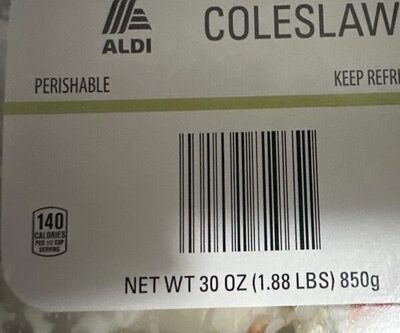 ALDI
COLESLAW
PERISHABLE
KEEP REFRI
140
CALORIES
PER 1/2 CUP
SERVING
NET WT 30 OZ (1.88 LBS) 850g